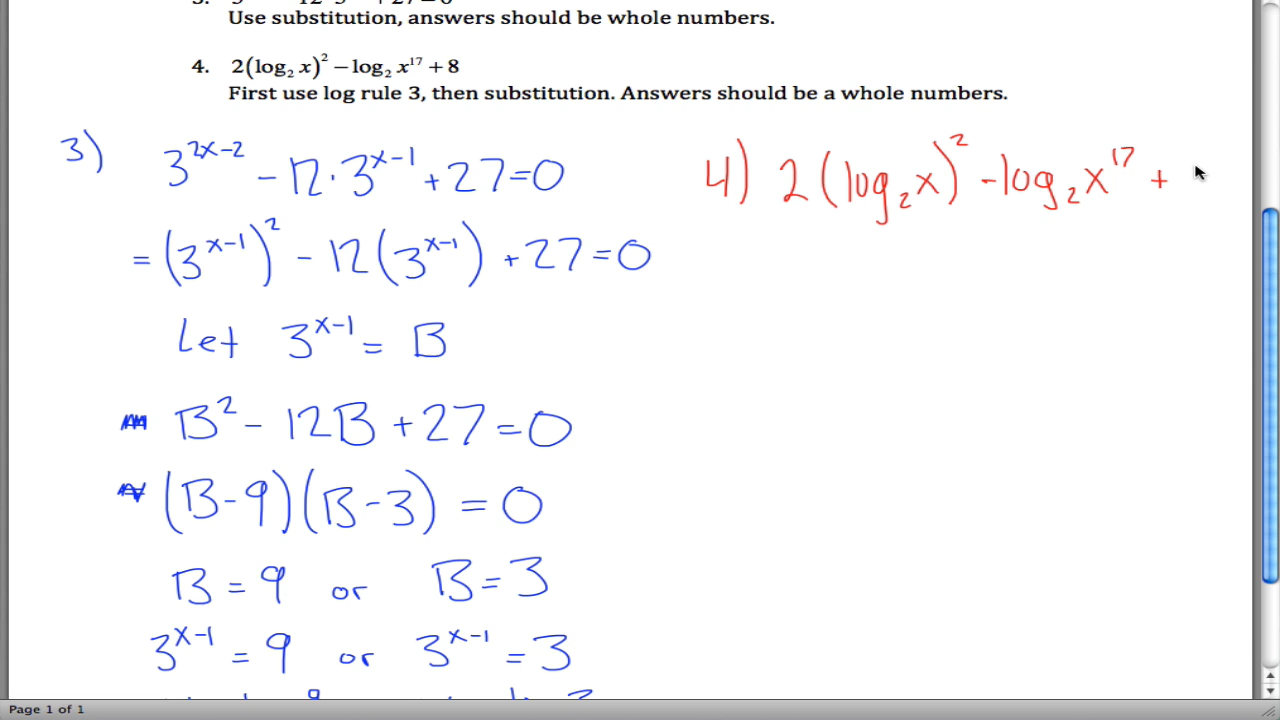 Use substitution, answers should be whole numbers.
4. 2(log₂ x)² − log₂ x¹⁷ + 8
First use log rule 3, then substitution. Answers should be a whole numbers.
3) 3^(2x-2) - 12·3^(x-1) + 27=0
= (3^(x-1))² - 12(3^(x-1)) + 27=0
Let 3^(x-1) = B
B² - 12B + 27 = 0
(B-9)(B-3) = 0
B = 9 or B = 3
3^(x-1) = 9 or 3^(x-1) = 3
4) 2(log₂x)² - log₂x¹⁷ +
Page 1 of 1